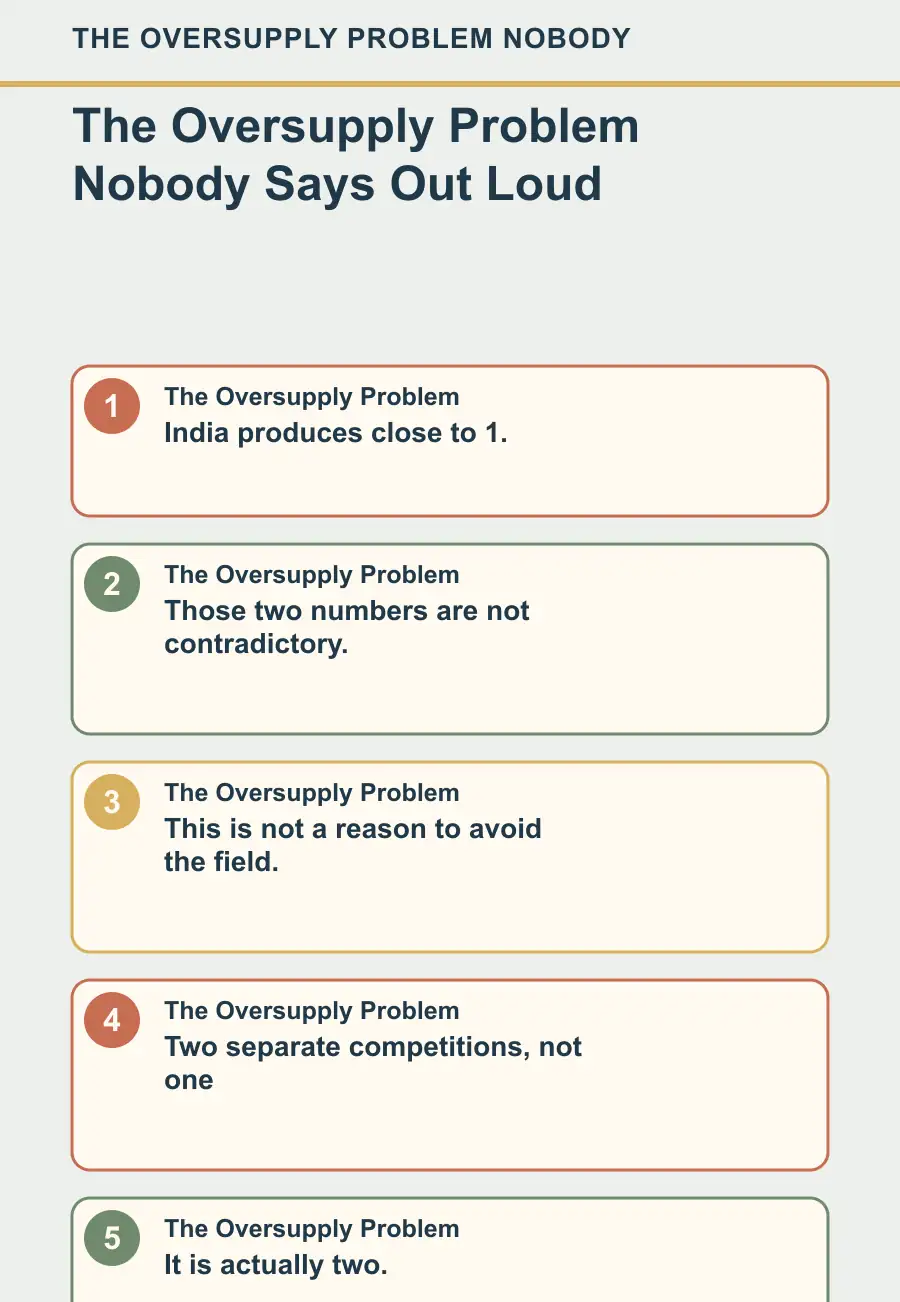 THE OVERSUPPLY PROBLEM NOBODY
The Oversupply Problem
Nobody Says Out Loud
1
The Oversupply Problem
India produces close to 1.
2
The Oversupply Problem
Those two numbers are not
contradictory.
3
The Oversupply Problem
This is not a reason to avoid
the field.
4
The Oversupply Problem
Two separate competitions, not
one
5
The Oversupply Problem
It is actually two.